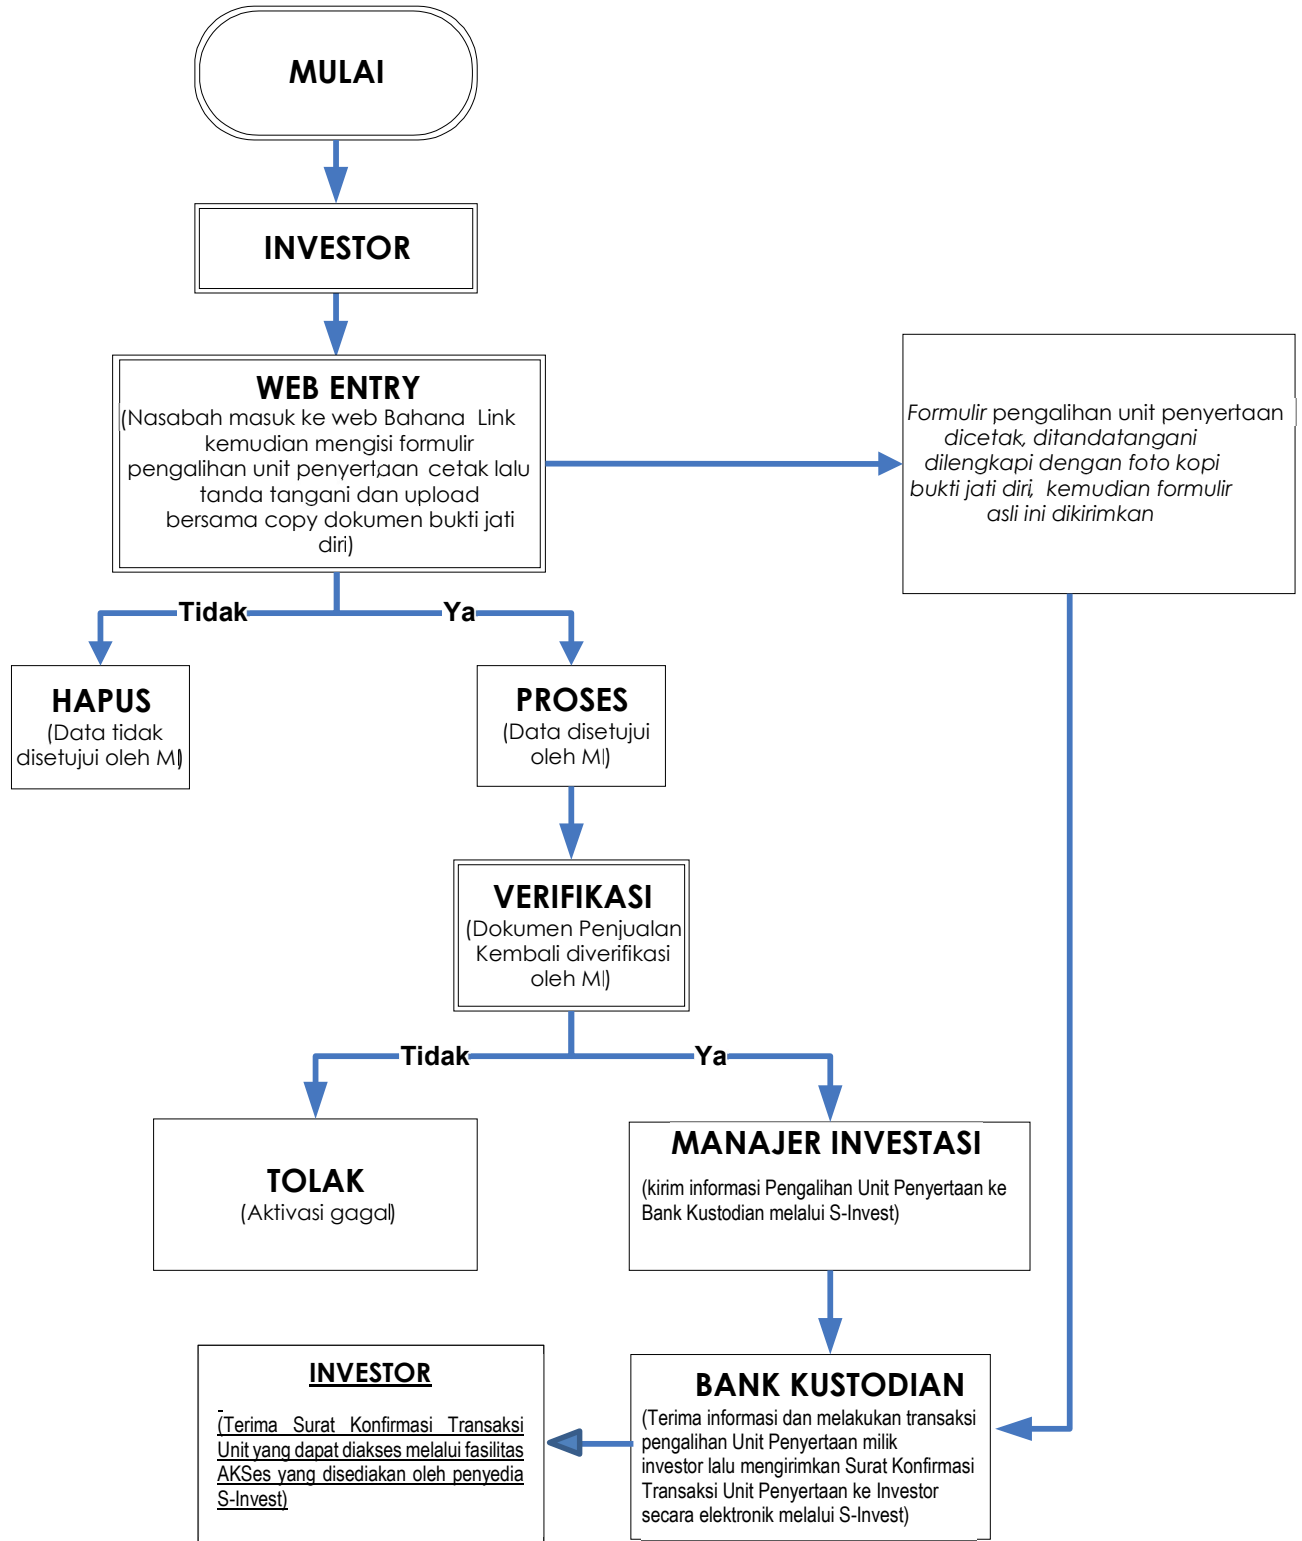 MULAI
INVESTOR
WEB ENTRY
(Nasabah masuk ke web Bahana Link
kemudian mengisi formulir
pengalihan unit penyertaan cetak lalu
tanda tangani dan upload
bersama copy dokumen bukti jati
diri)
Formulir pengalihan unit penyertaan
dicetak, ditandatangani
dilengkapi dengan foto kopi
bukti jati diri, kemudian formulir
asli ini dikirimkan
Tidak
Ya
HAPUS
(Data tidak
disetujui oleh MI)
PROSES
(Data disetujui
oleh MI)
VERIFIKASI
(Dokumen Penjualan
Kembali diverifikasi
oleh MI)
Tidak
Ya
TOLAK
(Aktivasi gagal)
MANAJER INVESTASI
(kirim informasi Pengalihan Unit Penyertaan ke
Bank Kustodian melalui S-Invest)
INVESTOR
(Terima Surat Konfirmasi Transaksi
Unit yang dapat diakses melalui fasilitas
AKSes yang disediakan oleh penyedia
S-Invest)
BANK KUSTODIAN
(Terima informasi dan melakukan transaksi
pengalihan Unit Penyertaan milik
investor lalu mengirimkan Surat Konfirmasi
Transaksi Unit Penyertaan ke Investor
secara elektronik melalui S-Invest)